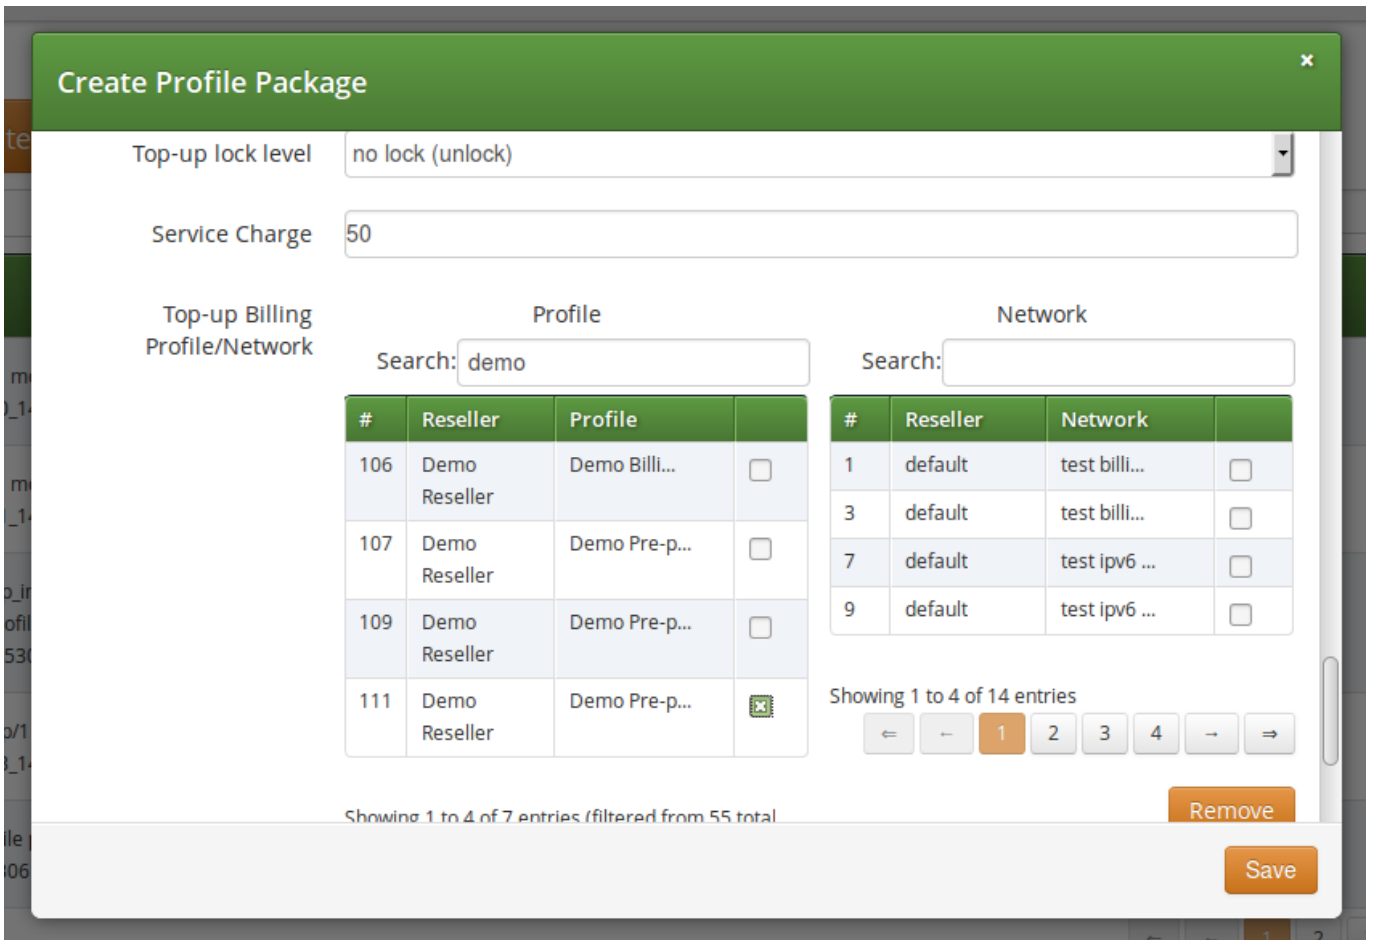 Create Profile Package
×
Top-up lock level
no lock (unlock)
Service Charge
50
Top-up Billing
Profile/Network
Profile
Search: demo
# Reseller Profile
106 Demo Reseller Demo Billi...
107 Demo Reseller Demo Pre-p...
109 Demo Reseller Demo Pre-p...
111 Demo Reseller Demo Pre-p...
Showing 1 to 4 of 7 entries (filtered from 55 total
Network
Search:
# Reseller Network
1 default test billi...
3 default test billi...
7 default test ipv6 ...
9 default test ipv6 ...
Showing 1 to 4 of 14 entries
⇐ ← 1 2 3 4 → ⇒
Remove
Save